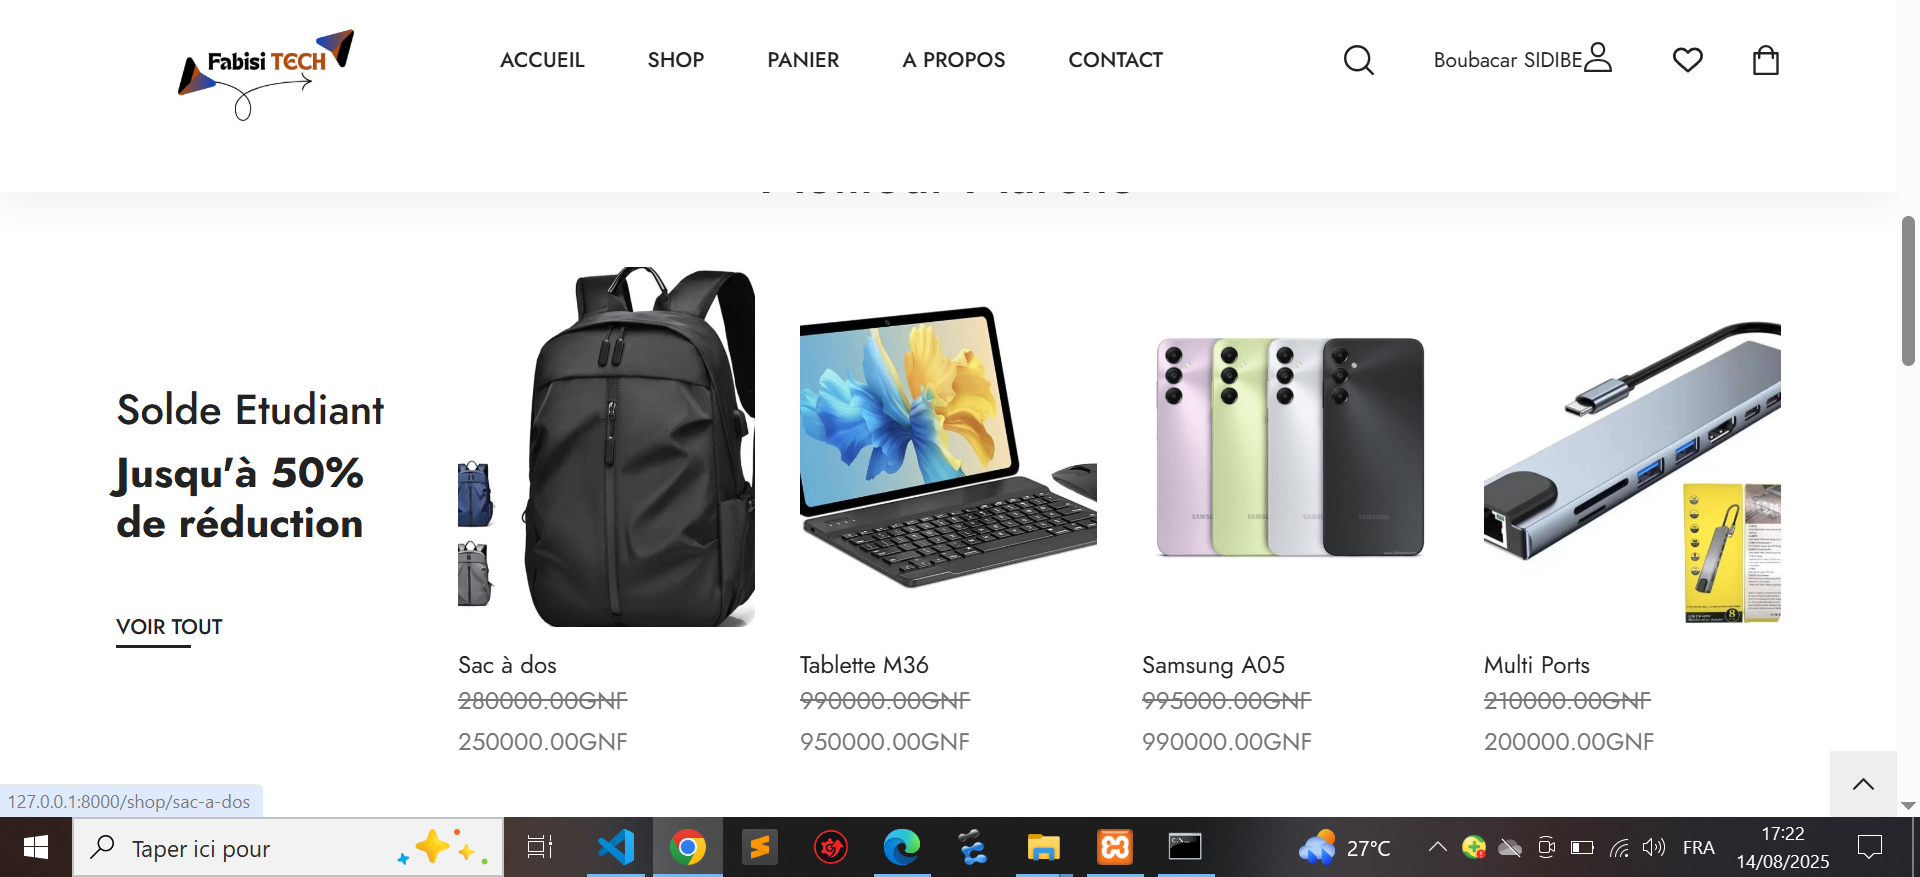 Fabisi TECH
ACCUEIL
SHOP
PANIER
A PROPOS
CONTACT
Boubacar SIDIBE
Solde Etudiant
Jusqu'à 50%
de réduction
VOIR TOUT
SAMSUNG
Sac à dos
280000.00GNF
250000.00GNF
Tablette M36
990000.00GNF
950000.00GNF
Samsung A05
995000.00GNF
990000.00GNF
Multi Ports
210000.00GNF
200000.00GNF
127.0.0.1:8000/shop/sac-a-dos
Taper ici pour
27°C
FRA
17:22
14/08/2025